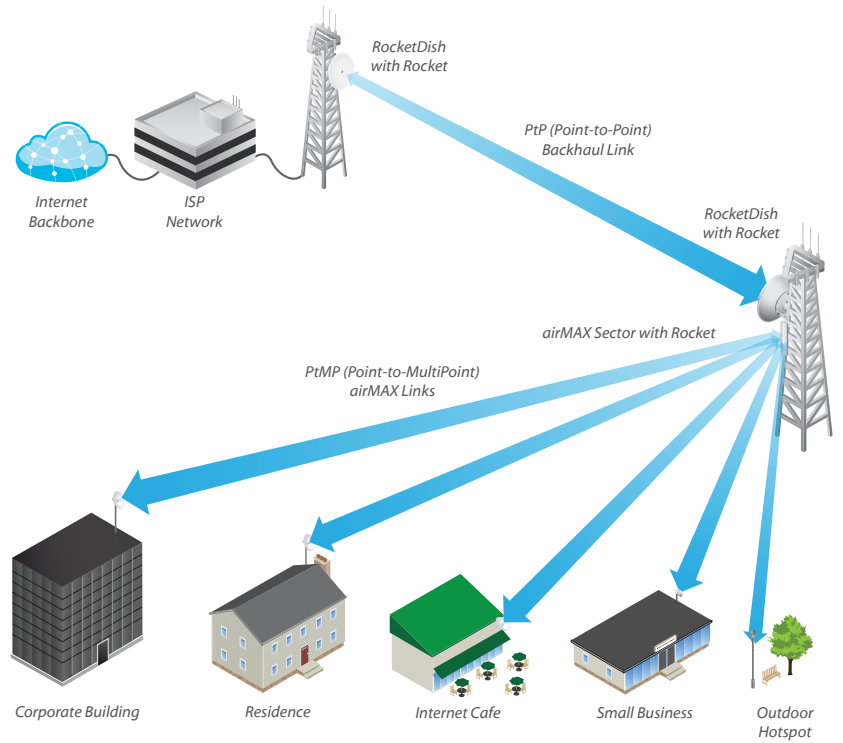 RocketDish
with Rocket
PtP (Point-to-Point)
Backhaul Link
Internet
Backbone
ISP
Network
RocketDish
with Rocket
airMAX Sector with Rocket
PtMP (Point-to-MultiPoint)
airMAX Links
Corporate Building
Residence
Internet Cafe
Small Business
Outdoor
Hotspot